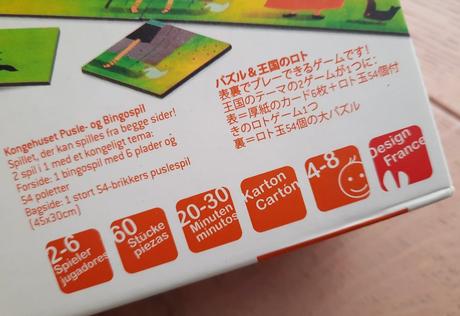 Kongehuset Pusle- og Bingospil
Spillet, der kan spilles fra begge sider!
2 spil i 1 med et kongeligt tema:
Forside: 1 bingospil med 6 plader og
54 poletter
Bagside: 1 stort 54-brikkers puslespil
(45x30cm)
パズル＆王国のロト
表裏でプレーできるゲームです！
王国のテーマの2ゲームが1つに:
表＝厚紙のカード6枚＋ロト玉54個付
きのロトゲーム1つ
裏＝ロト玉54個の大パズル
2-6
Spieler
jugadores
60
Stücke
piezas
20-30
Minuten
minutos
Karton
Cartón
4-8
Design
France